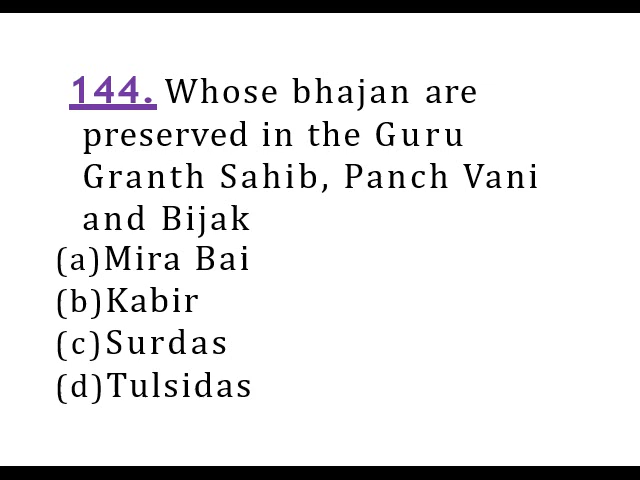 144. Whose bhajan are
preserved in the Guru
Granth Sahib, Panch Vani
and Bijak
(a)Mira Bai
(b)Kabir
(c)Surdas
(d)Tulsidas